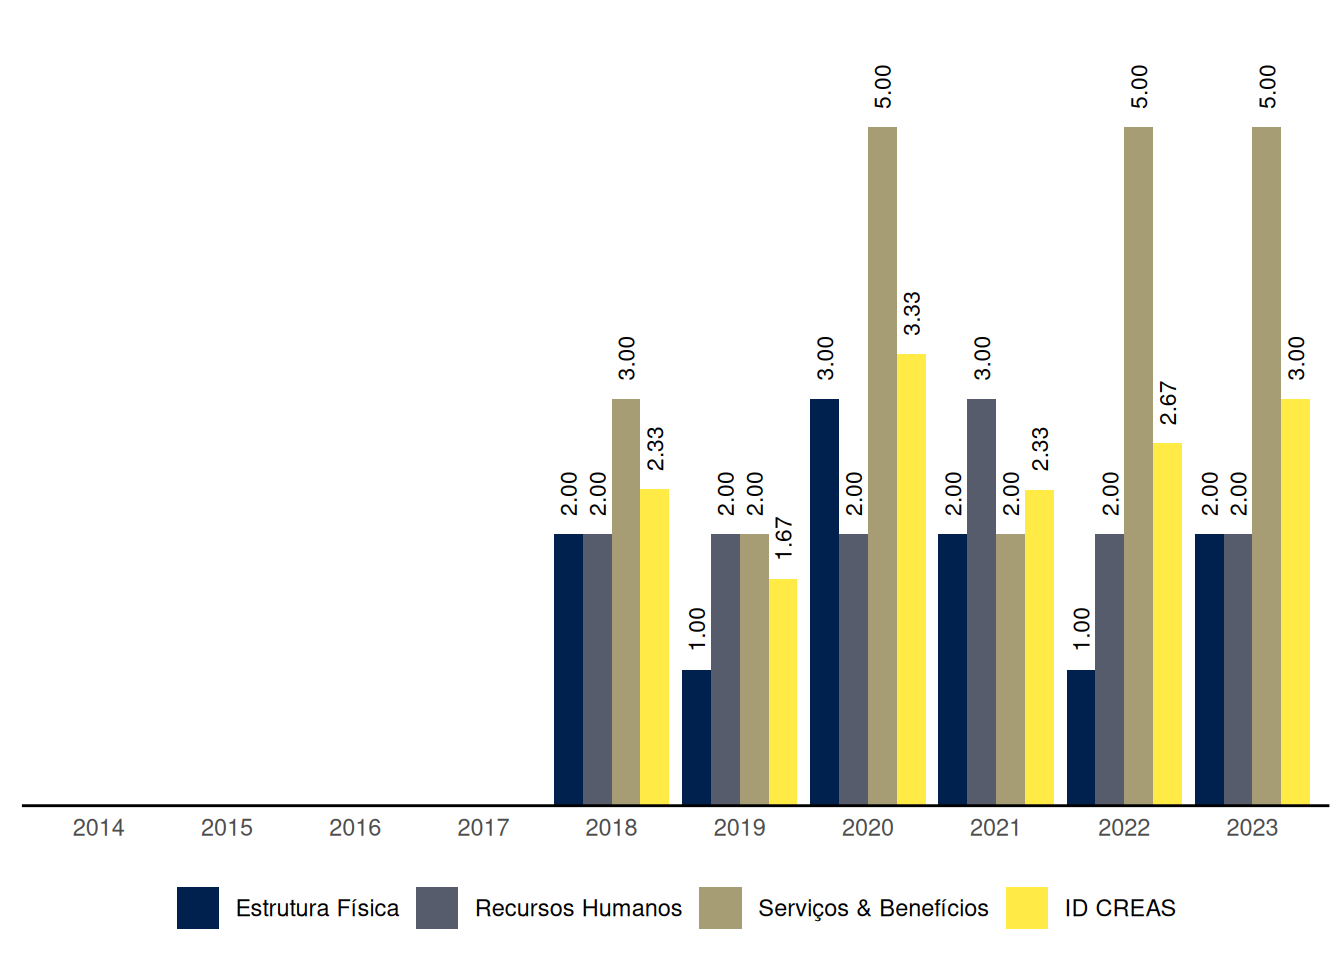 5.00 5.00 5.00
3.33
3.00 3.00 3.00 3.00
2.67
2.33 2.33
2.00 2.00 2.00 2.00 2.00 2.00 2.00 2.00 2.00 2.00
1.67
1.00 1.00
2014 2015 2016 2017 2018 2019 2020 2021 2022 2023
Estrutura Física Recursos Humanos Serviços & Benefícios ID CREAS